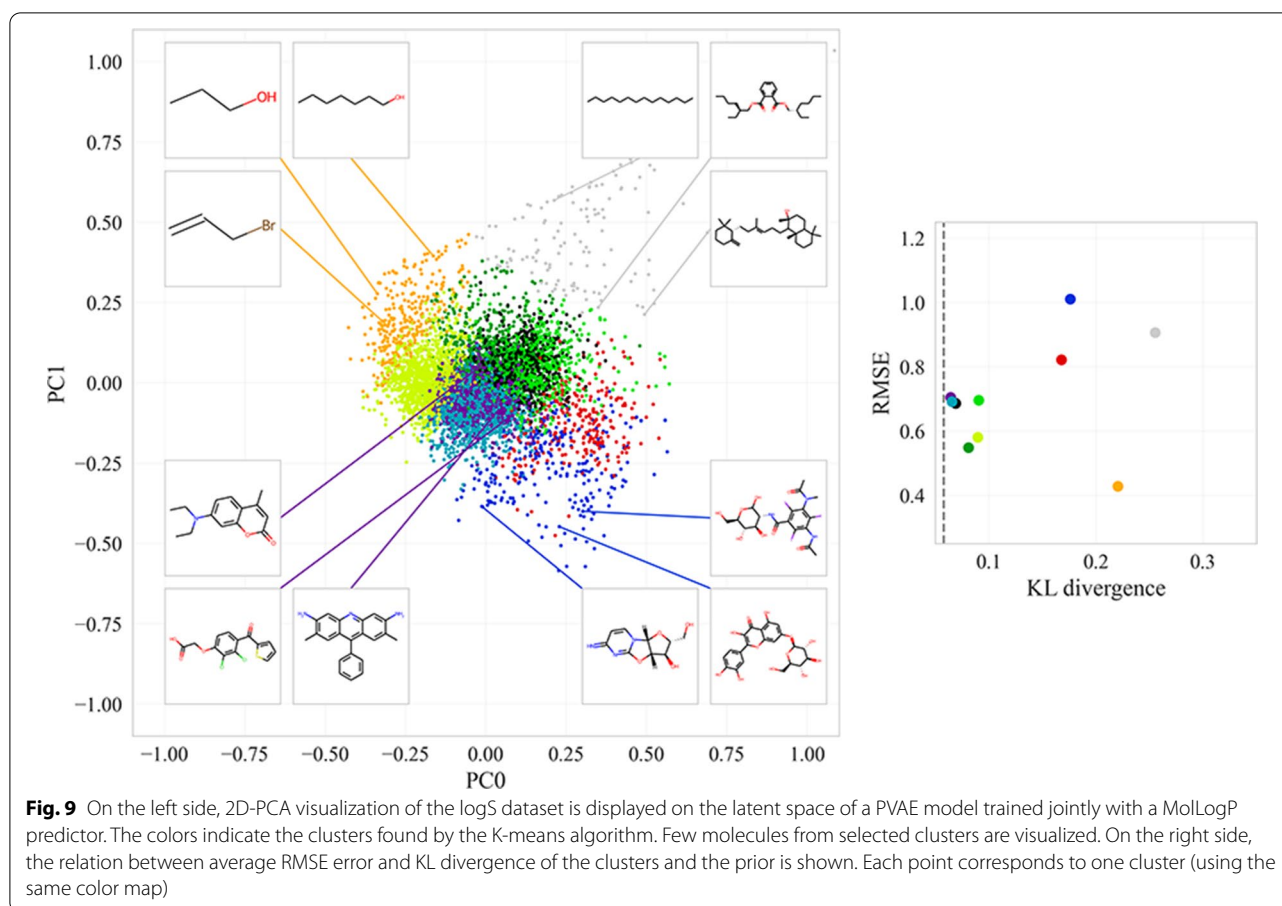 1.00
0.75
0.50
0.25
0.00
−0.25
−0.50
−0.75
−1.00
PC1
−1.00 −0.75 −0.50 −0.25 0.00 0.25 0.50 0.75 1.00
PC0
OH
OH
Br
1.2
1.0
0.8
0.6
0.4
RMSE
0.1 0.2 0.3
KL divergence
Fig. 9 On the left side, 2D-PCA visualization of the logS dataset is displayed on the latent space of a PVAE model trained jointly with a MolLogP
predictor. The colors indicate the clusters found by the K-means algorithm. Few molecules from selected clusters are visualized. On the right side,
the relation between average RMSE error and KL divergence of the clusters and the prior is shown. Each point corresponds to one cluster (using the
same color map)